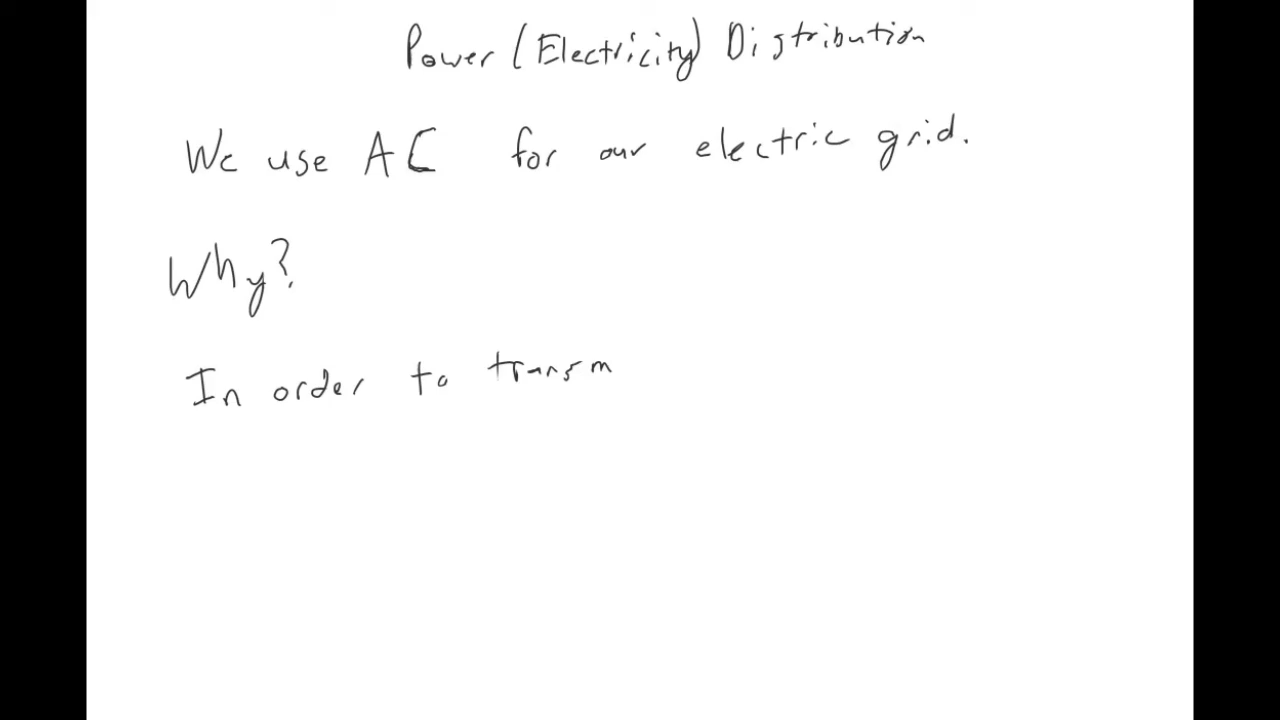 Power (Electricity) Distribution
We use AC for our electric grid.
Why?
In order to transm